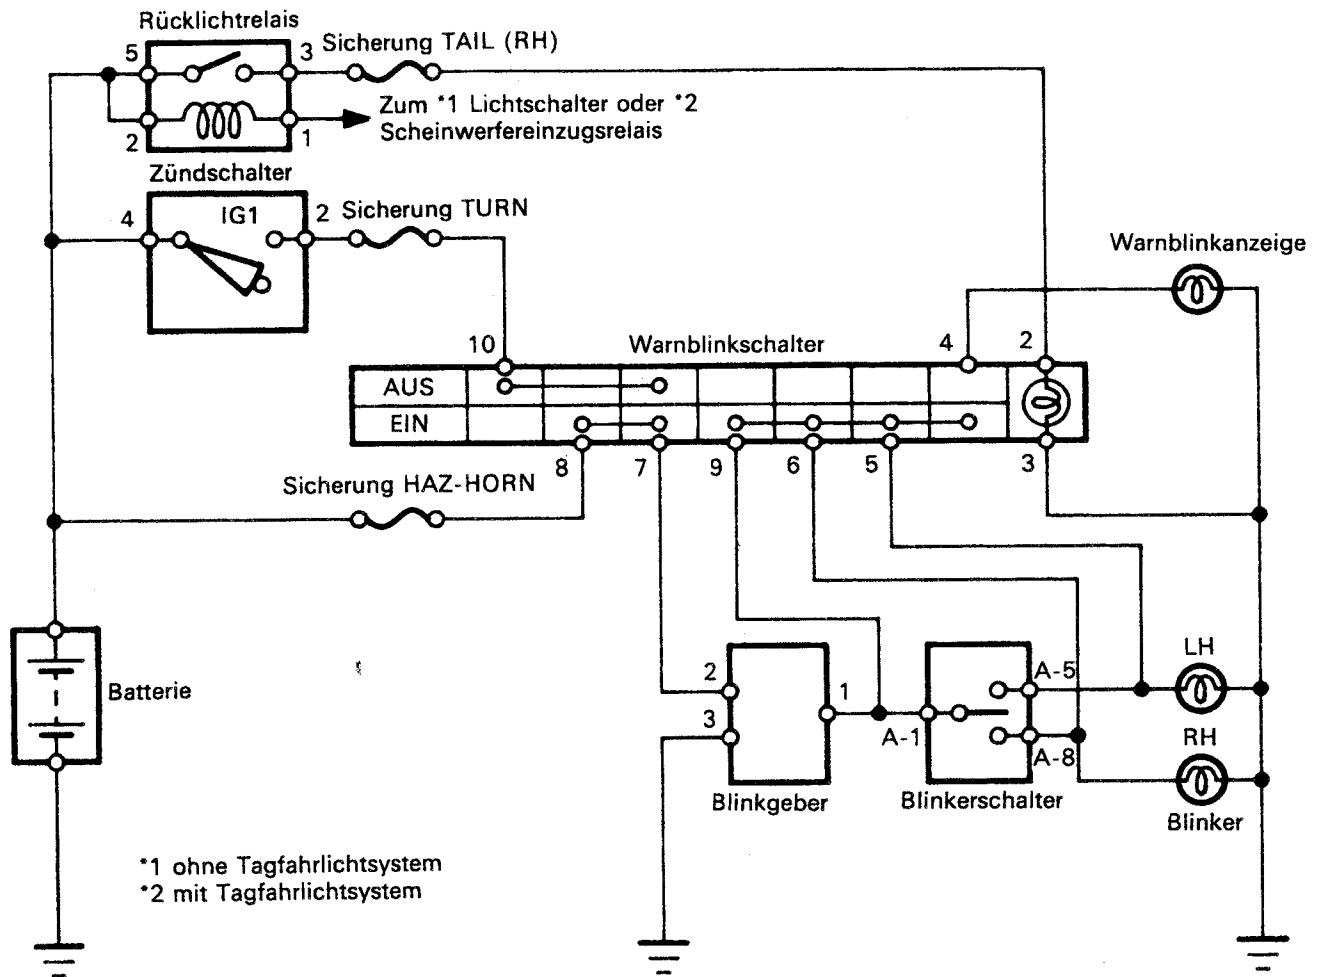 Rücklichtrelais
5
3
Sicherung TAIL (RH)
2
1
Zum *1 Lichtschalter oder *2
Scheinwerfereinzugsrelais
Zündschalter
4
IG1
2
Sicherung TURN
Warnblinkanzeige
10
Warnblinkschalter
4
2
AUS
EIN
8
7
9
6
5
3
Sicherung HAZ-HORN
Batterie
2
3
1
A-1
A-5
A-8
LH
RH
Blinkgeber
Blinkerschalter
Blinker
*1 ohne Tagfahrlichtsystem
*2 mit Tagfahrlichtsystem